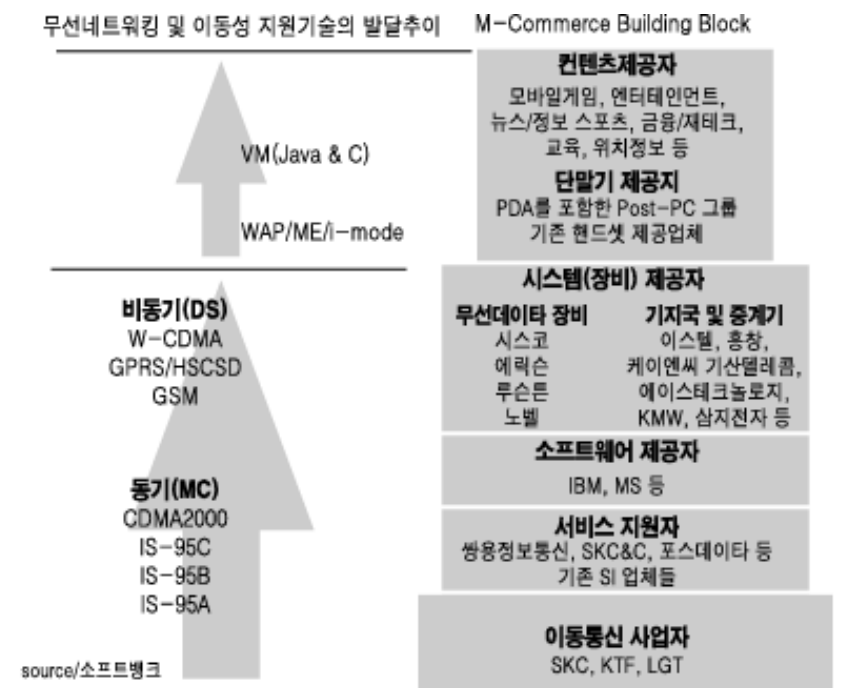 무선네트워킹 및 이동성 지원기술의 발달추이
VM(Java & C)
WAP/ME/i-mode
비동기(DS)
W-CDMA
GPRS/HSCSD
GSM
동기(MC)
CDMA2000
IS-95C
IS-95B
IS-95A
source/소프트뱅크
M-Commerce Building Block
컨텐츠제공자
모바일게임, 엔터테인먼트,
뉴스/정보 스포츠, 금융/재테크,
교육, 위치정보 등
단말기 제공지
PDA를 포함한 Post-PC 그룹
기존 핸드셋 제공업체
시스템(장비) 제공자
무선데이타 장비
시스코
에릭슨
루슨튼
노벨
기지국 및 중계기
이스텔, 흥창,
케이엔씨 기산델레콤,
에이스테크놀로지,
KMW, 삼지전자 등
소프트웨어 제공자
IBM, MS 등
서비스 지원자
쌍용정보통신, SKC&C, 포스데이타 등
기존 SI 업체들
이동통신 사업자
SKC, KTF, LGT